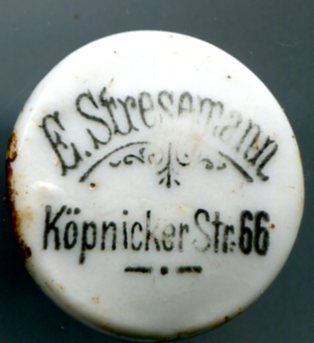 E. Stresemann
Köpnicker Str. 66